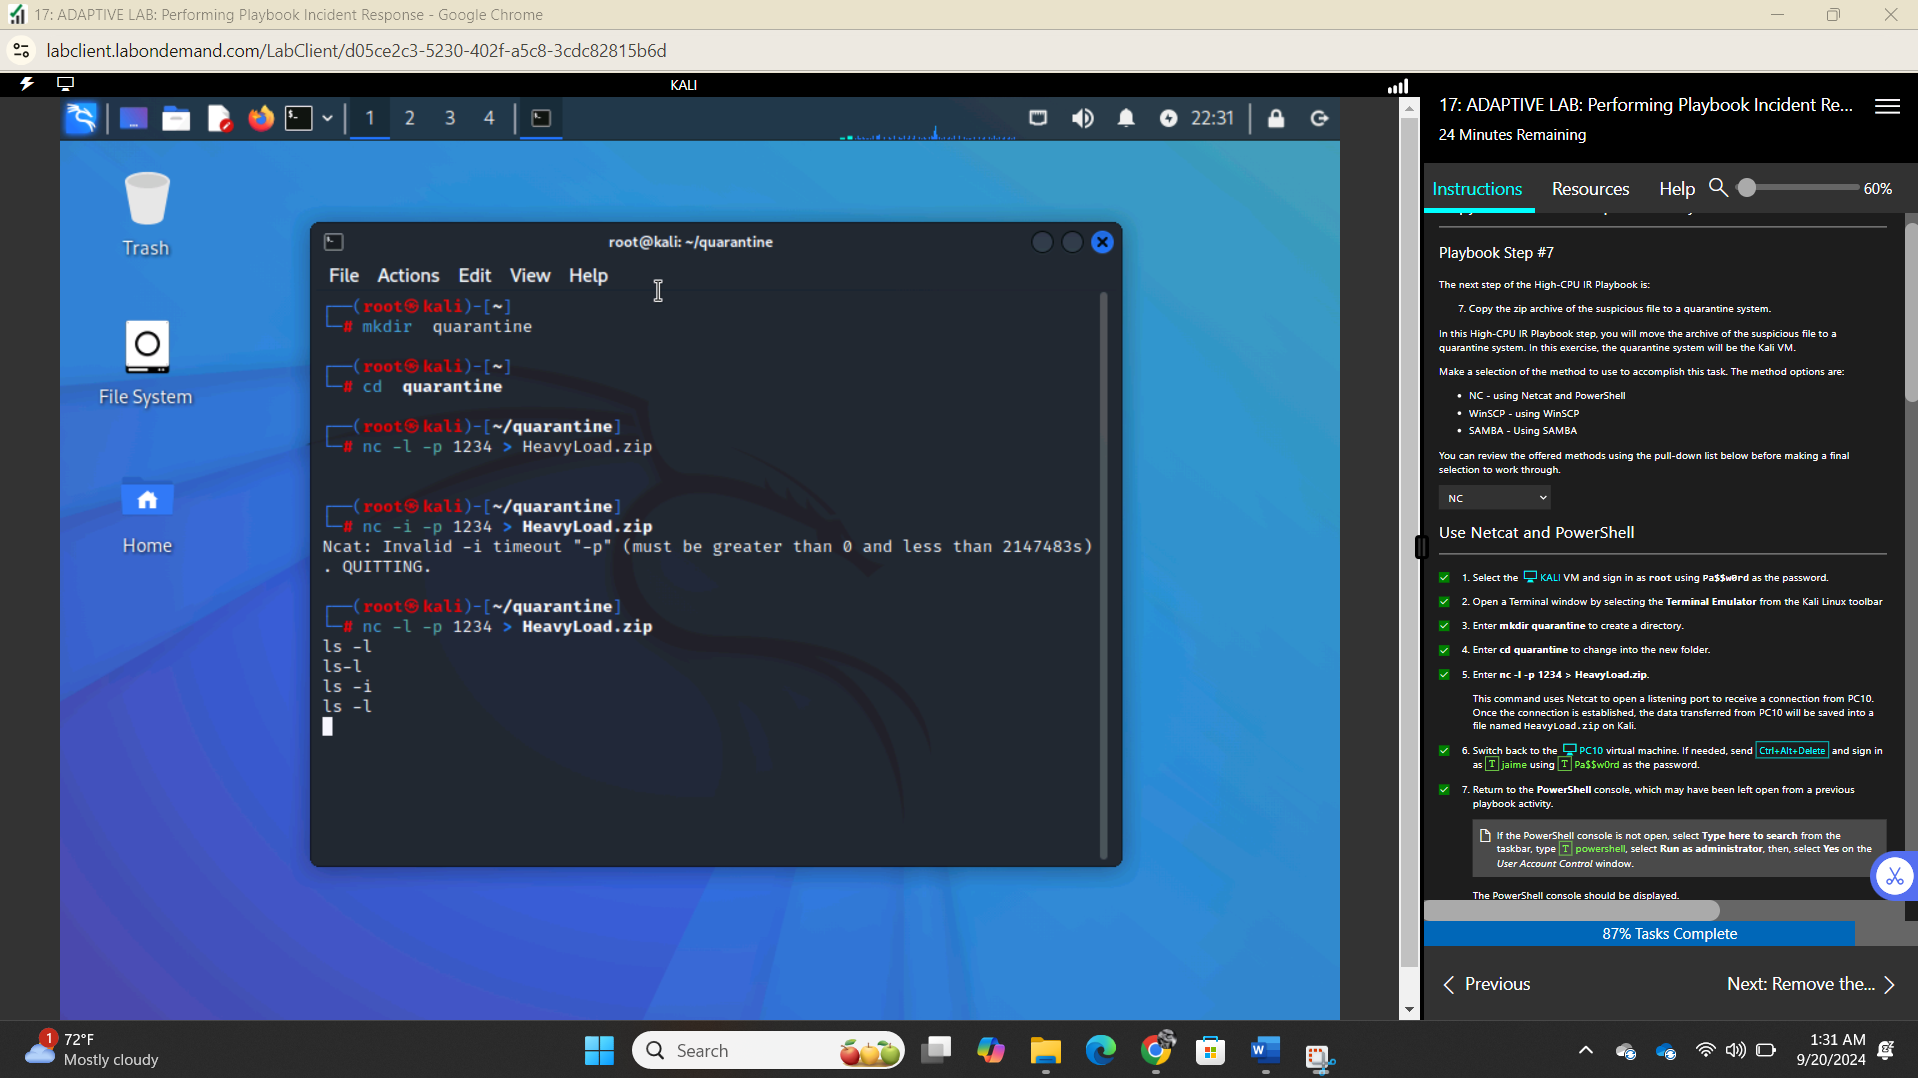 17: ADAPTIVE LAB: Performing Playbook Incident Response - Google Chrome
labclient.labondemand.com/LabClient/d05ce2c3-5230-402f-a5c8-3cdc82815b6d
KALI
1 2 3 4
22:31
Trash
File System
Home
root@kali: ~/quarantine
File Actions Edit View Help
┌──(root㉿kali)-[~]
└─# mkdir  quarantine
┌──(root㉿kali)-[~]
└─# cd  quarantine
┌──(root㉿kali)-[~/quarantine]
└─# nc -l -p 1234 > HeavyLoad.zip
┌──(root㉿kali)-[~/quarantine]
└─# nc -i -p 1234 > HeavyLoad.zip
Ncat: Invalid -i timeout "-p" (must be greater than 0 and less than 2147483s)
. QUITTING.
┌──(root㉿kali)-[~/quarantine]
└─# nc -l -p 1234 > HeavyLoad.zip
ls -l
ls-l
ls -i
ls -l
17: ADAPTIVE LAB: Performing Playbook Incident Re...
24 Minutes Remaining
Instructions Resources Help 60%
Playbook Step #7
The next step of the High-CPU IR Playbook is:
7. Copy the zip archive of the suspicious file to a quarantine system.
In this High-CPU IR Playbook step, you will move the archive of the suspicious file to a
quarantine system. In this exercise, the quarantine system will be the Kali VM.
Make a selection of the method to use to accomplish this task. The method options are:
• NC - using Netcat and PowerShell
• WinSCP - using WinSCP
• SAMBA - Using SAMBA
You can review the offered methods using the pull-down list below before making a final
selection to work through.
NC
Use Netcat and PowerShell
1. Select the KALI VM and sign in as root using Pa$$w0rd as the password.
2. Open a Terminal window by selecting the Terminal Emulator from the Kali Linux toolbar
3. Enter mkdir quarantine to create a directory.
4. Enter cd quarantine to change into the new folder.
5. Enter nc -l -p 1234 > HeavyLoad.zip.
This command uses Netcat to open a listening port to receive a connection from PC10.
Once the connection is established, the data transferred from PC10 will be saved into a
file named HeavyLoad.zip on Kali.
6. Switch back to the PC10 virtual machine. If needed, send Ctrl+Alt+Delete and sign in
as T jaime using T Pa$$w0rd as the password.
7. Return to the PowerShell console, which may have been left open from a previous
playbook activity.
If the PowerShell console is not open, select Type here to search from the
taskbar, type T powershell, select Run as administrator, then, select Yes on the
User Account Control window.
The PowerShell console should be displayed.
87% Tasks Complete
Previous
Next: Remove the...
1
72°F
Mostly cloudy
Search
1:31 AM
9/20/2024